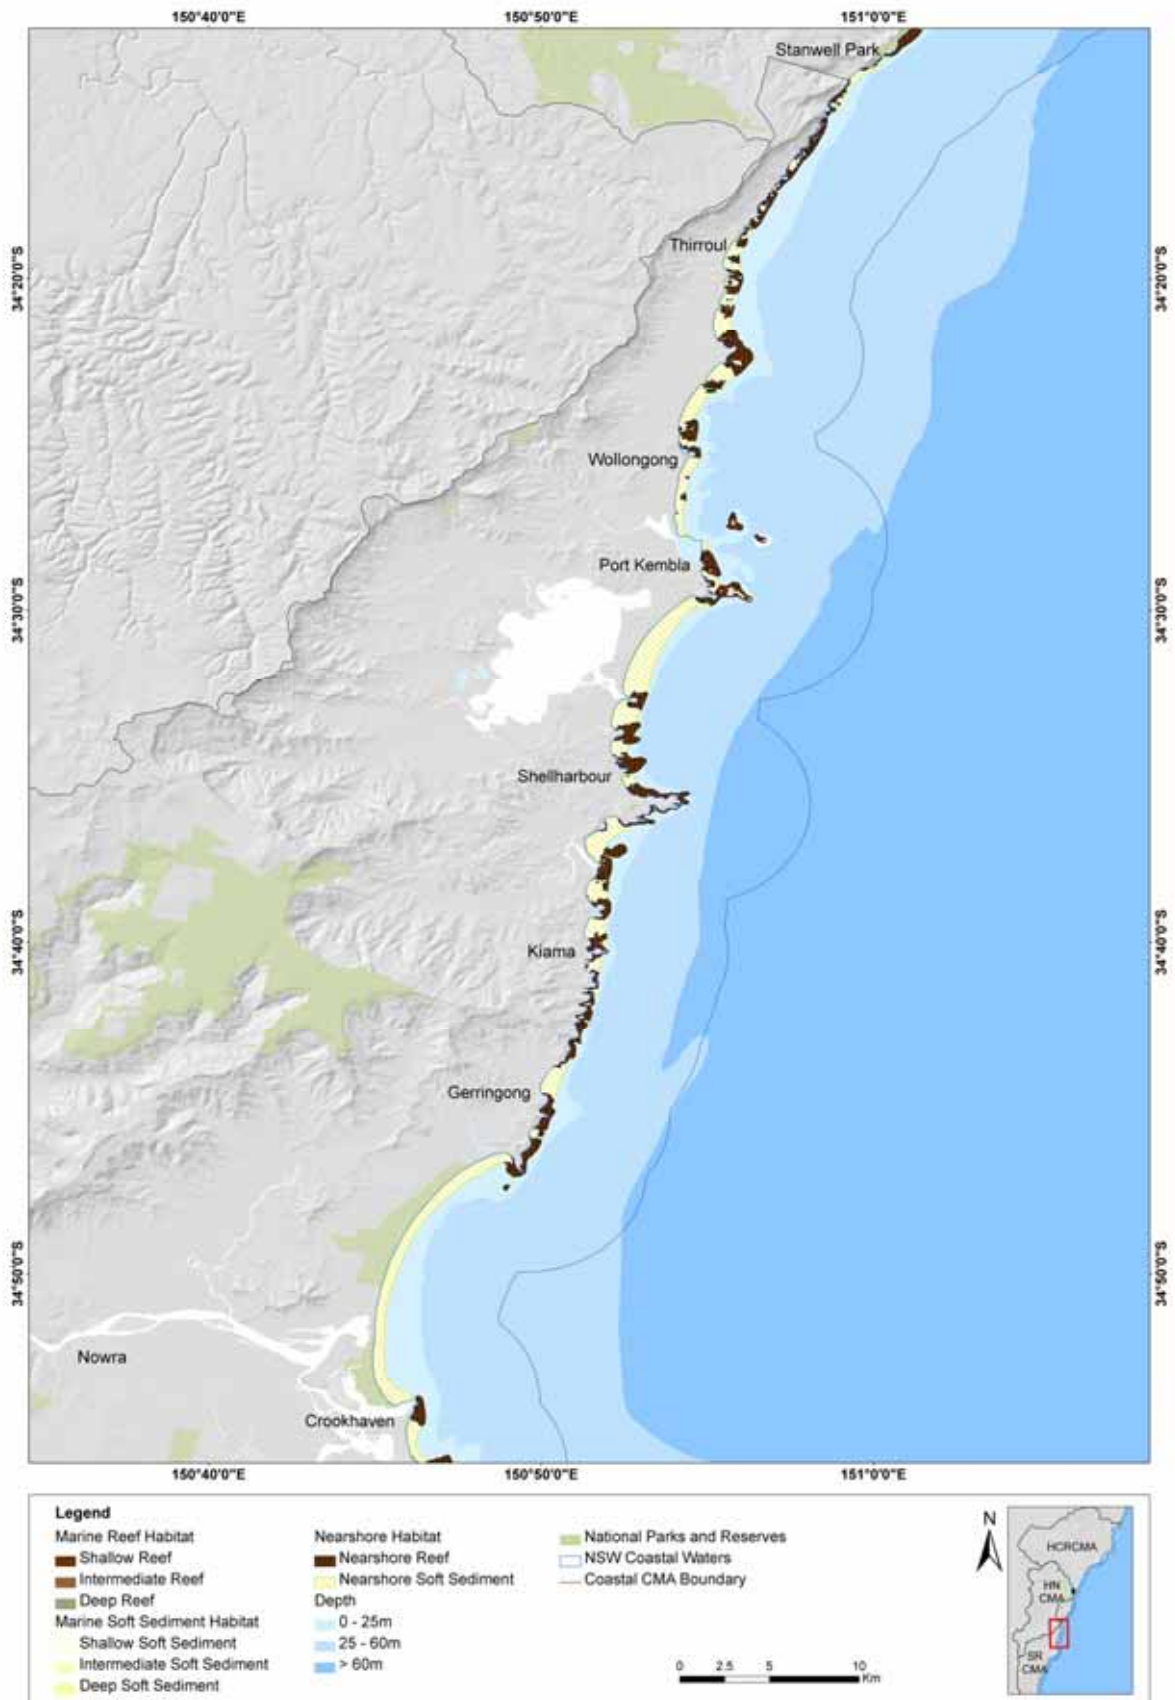 150°40'0"E 150°50'0"E 151°0'0"E
Stanwell Park
Thirroul
34°20'0"S 34°20'0"S
Wollongong
Port Kembla
34°30'0"S 34°30'0"S
Shellharbour
34°40'0"S 34°40'0"S
Kiama
Gerringong
34°50'0"S 34°50'0"S
Nowra
Crookhaven
150°40'0"E 150°50'0"E 151°0'0"E
Legend
Marine Reef Habitat
Shallow Reef
Intermediate Reef
Deep Reef
Marine Soft Sediment Habitat
Shallow Soft Sediment
Intermediate Soft Sediment
Deep Soft Sediment
Nearshore Habitat
Nearshore Reef
Nearshore Soft Sediment
Depth
0 - 25m
25 - 60m
> 60m
National Parks and Reserves
NSW Coastal Waters
Coastal CMA Boundary
0 2.5 5 10
Km
N
HCRCMA
HN
CMA
SR
CMA